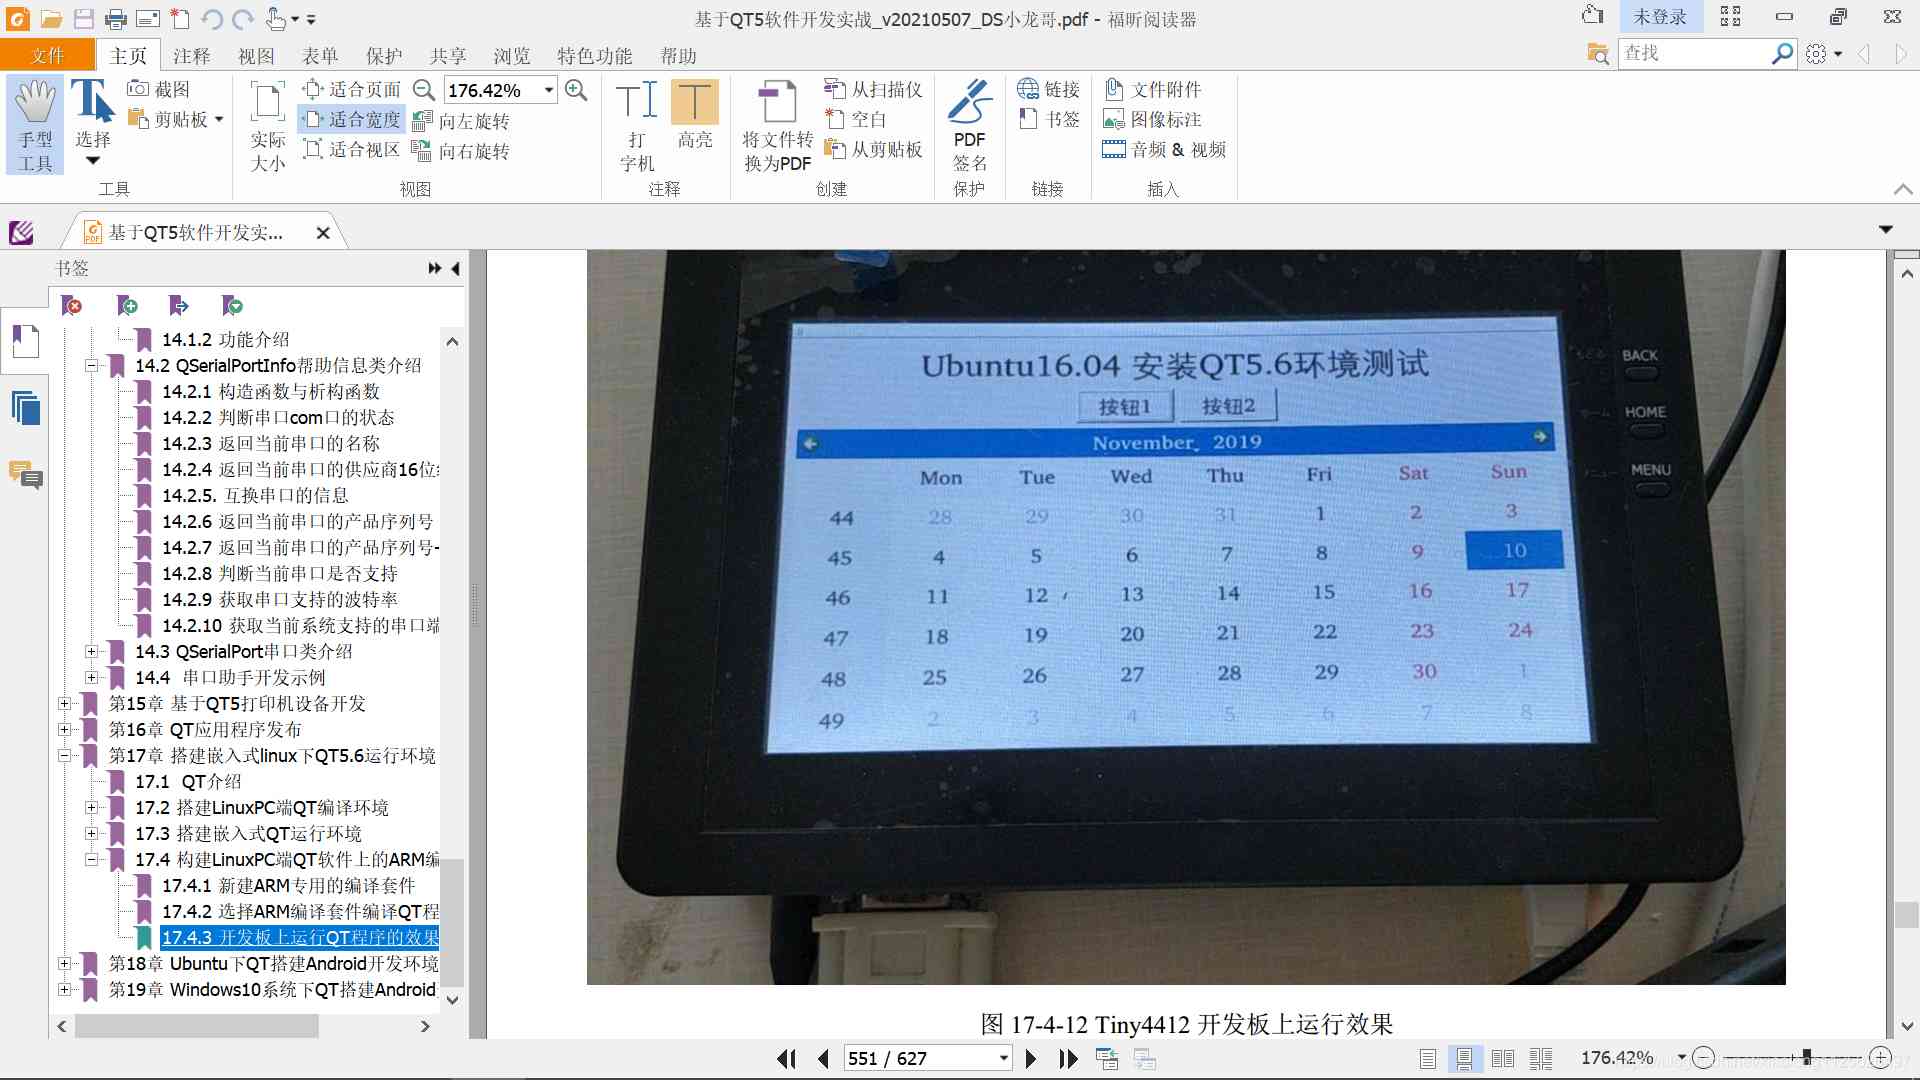 基于QT5软件开发实战_v20210507_DS小龙哥.pdf - 福昕阅读器
未登录
文件 主页 注释 视图 表单 保护 共享 浏览 特色功能 帮助
查找
手型工具
选择
截图
剪贴板
工具
实际大小
适合页面
适合宽度
适合视区
176.42%
向左旋转
向右旋转
视图
打字机
高亮
注释
将文件转换为PDF
从扫描仪
空白
从剪贴板
创建
PDF签名
保护
链接
书签
链接
文件附件
图像标注
音频 & 视频
插入
基于QT5软件开发实...
书签
14.1.2 功能介绍
14.2 QSerialPortInfo帮助信息类介绍
14.2.1 构造函数与析构函数
14.2.2 判断串口com口的状态
14.2.3 返回当前串口的名称
14.2.4 返回当前串口的供应商16位
14.2.5. 互换串口的信息
14.2.6 返回当前串口的产品序列号
14.2.7 返回当前串口的产品序列号-
14.2.8 判断当前串口是否支持
14.2.9 获取串口支持的波特率
14.2.10 获取当前系统支持的串口端
14.3 QSerialPort串口类介绍
14.4 串口助手开发示例
第15章 基于QT5打印机设备开发
第16章 QT应用程序发布
第17章 搭建嵌入式linux下QT5.6运行环境
17.1 QT介绍
17.2 搭建LinuxPC端QT编译环境
17.3 搭建嵌入式QT运行环境
17.4 构建LinuxPC端QT软件上的ARM编
17.4.1 新建ARM专用的编译套件
17.4.2 选择ARM编译套件编译QT程
17.4.3 开发板上运行QT程序的效果
第18章 Ubuntu下QT搭建Android开发环境
第19章 Windows10系统下QT搭建Android
Ubuntu16.04 安装QT5.6环境测试
按钮1 按钮2
November, 2019
Mon Tue Wed Thu Fri Sat Sun
44 28 29 30 31 1 2 3
45 4 5 6 7 8 9 10
46 11 12 13 14 15 16 17
47 18 19 20 21 22 23 24
48 25 26 27 28 29 30 1
49 2 3 4 5 6 7 8
BACK
HOME
MENU
图 17-4-12 Tiny4412 开发板上运行效果
551 / 627
176.42%